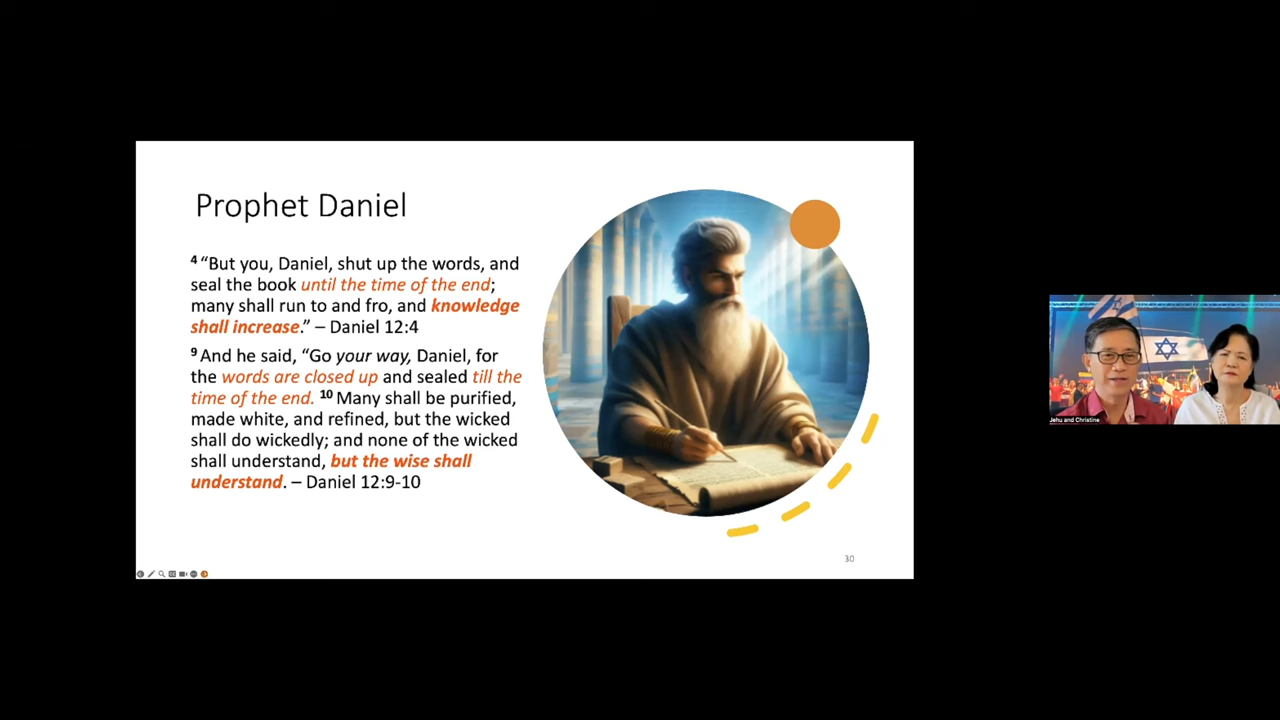 Prophet Daniel
4 “But you, Daniel, shut up the words, and
seal the book until the time of the end;
many shall run to and fro, and knowledge
shall increase.” – Daniel 12:4
9 And he said, “Go your way, Daniel, for
the words are closed up and sealed till the
time of the end. 10 Many shall be purified,
made white, and refined, but the wicked
shall do wickedly; and none of the wicked
shall understand, but the wise shall
understand. – Daniel 12:9-10
30
Jehu and Christine